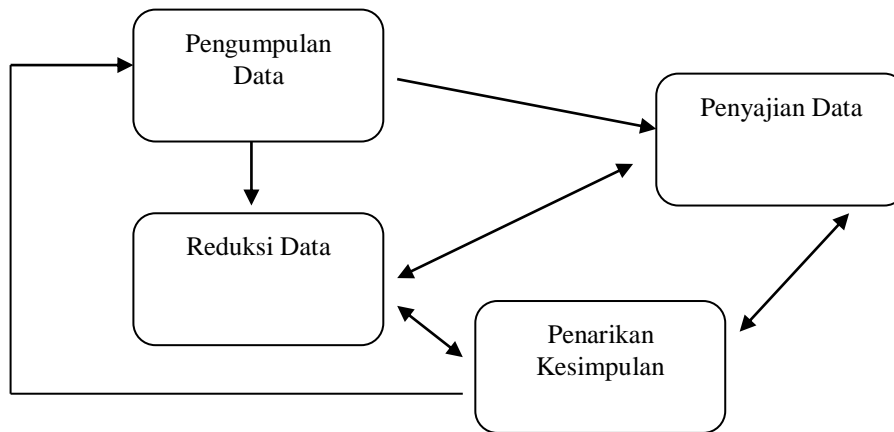 Pengumpulan
Data
Penyajian Data
Reduksi Data
Penarikan
Kesimpulan